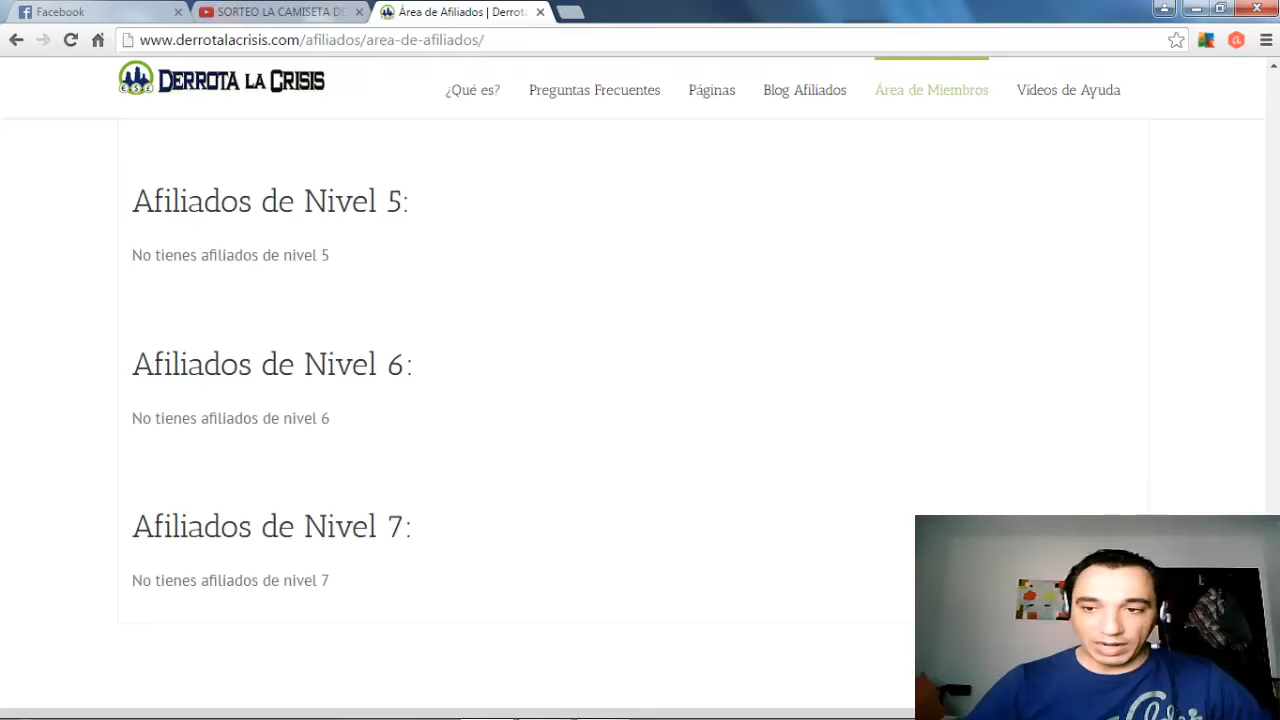 Facebook
SORTEO LA CAMISETA DE
Área de Afiliados | Derrota
www.derrotalacrisis.com/afiliados/area-de-afiliados/
DERROTA LA CRISIS
¿Qué es?
Preguntas Frecuentes
Páginas
Blog Afiliados
Área de Miembros
Vídeos de Ayuda
Afiliados de Nivel 5:
No tienes afiliados de nivel 5
Afiliados de Nivel 6:
No tienes afiliados de nivel 6
Afiliados de Nivel 7:
No tienes afiliados de nivel 7